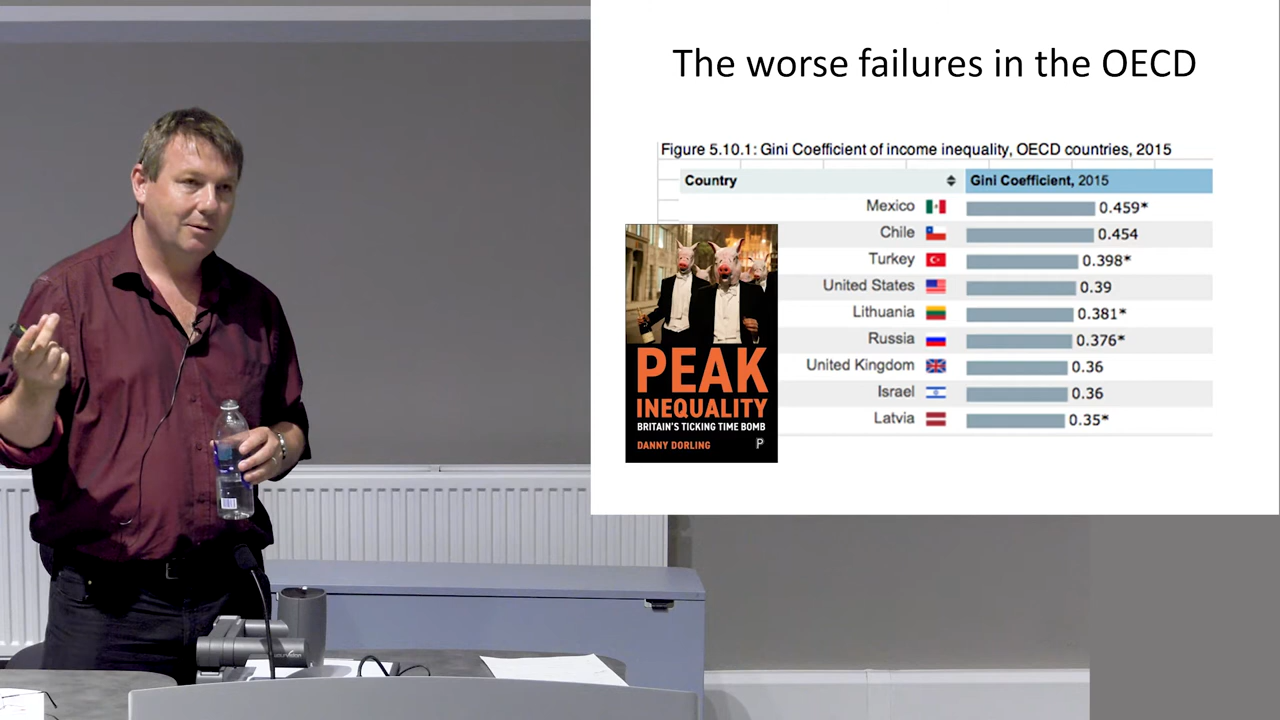 The worse failures in the OECD
Figure 5.10.1: Gini Coefficient of income inequality, OECD countries, 2015
Country Gini Coefficient, 2015
Mexico 0.459*
Chile 0.454
Turkey 0.398*
United States 0.39
Lithuania 0.381*
Russia 0.376*
United Kingdom 0.36
Israel 0.36
Latvia 0.35*
PEAK
INEQUALITY
BRITAIN'S TICKING TIME BOMB
DANNY DORLING P